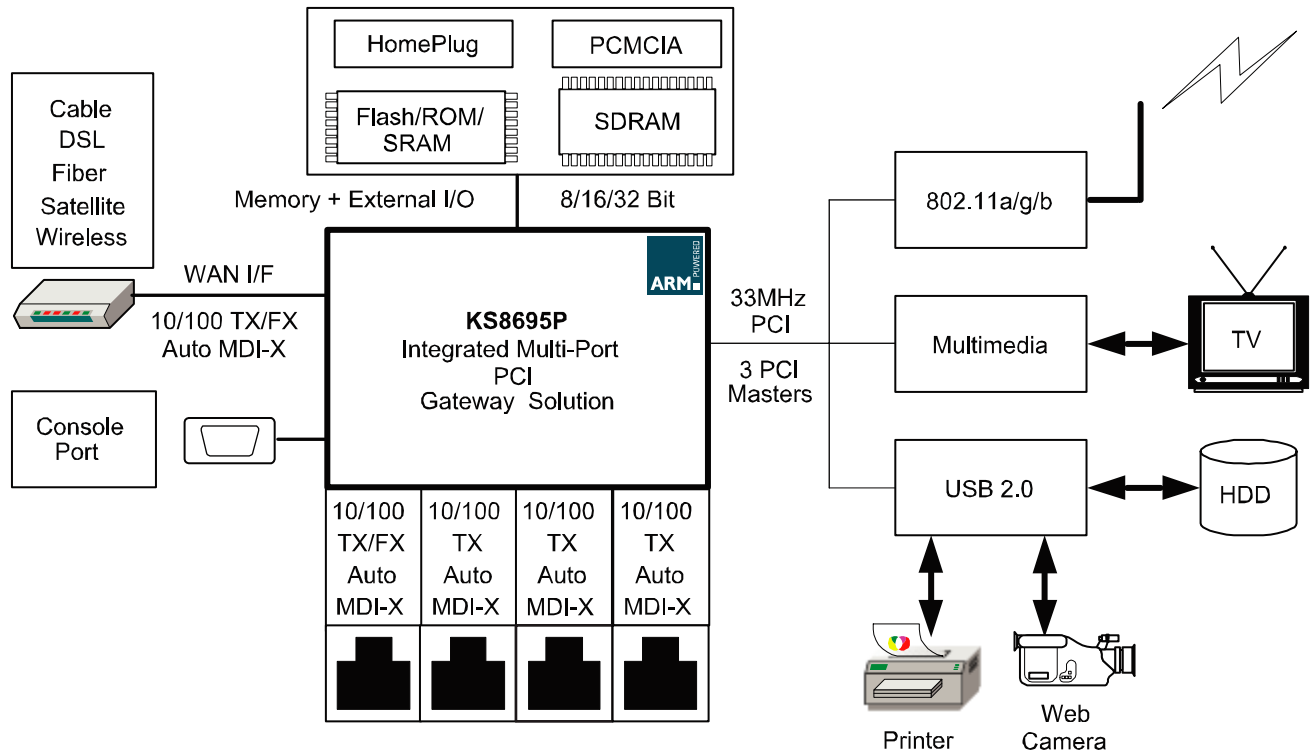 HomePlug
PCMCIA
Flash/ROM/
SRAM
SDRAM
Cable
DSL
Fiber
Satellite
Wireless
Memory + External I/O
8/16/32 Bit
WAN I/F
10/100 TX/FX
Auto MDI-X
Console
Port
ARM
POWERED
KS8695P
Integrated Multi-Port
PCI
Gateway Solution
33MHz
PCI
3 PCI
Masters
802.11a/g/b
Multimedia
TV
USB 2.0
HDD
10/100
TX/FX
Auto
MDI-X
10/100
TX
Auto
MDI-X
10/100
TX
Auto
MDI-X
10/100
TX
Auto
MDI-X
Printer
Web
Camera